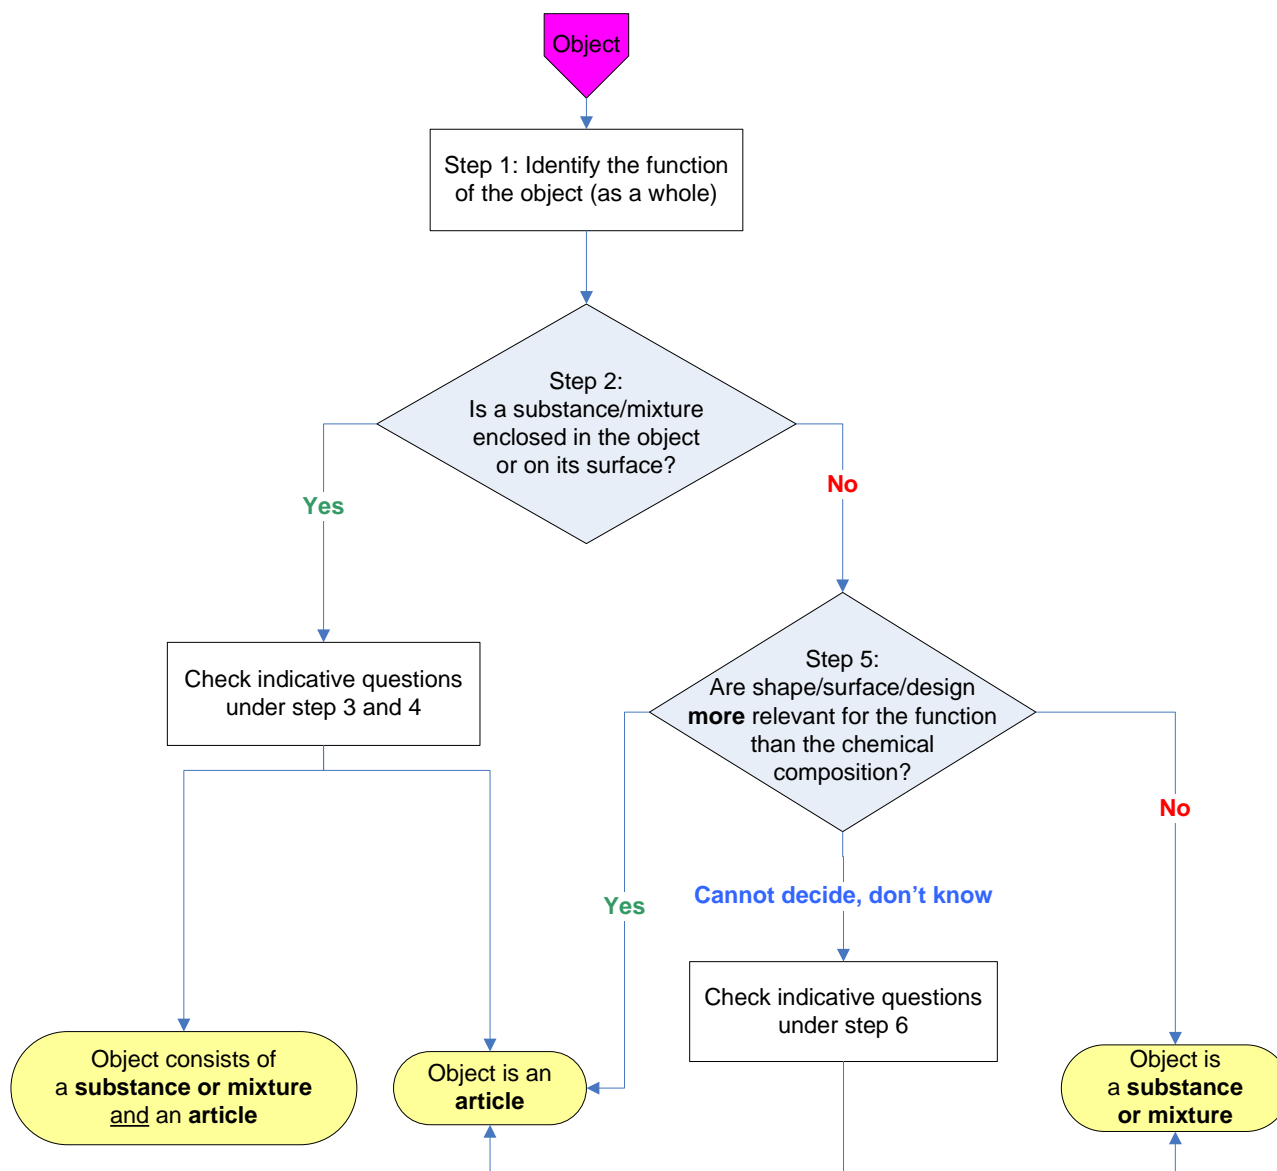 Object
Step 1: Identify the function
of the object (as a whole)
Step 2:
Is a substance/mixture
enclosed in the object
or on its surface?
Yes
No
Check indicative questions
under step 3 and 4
Step 5:
Are shape/surface/design
more relevant for the function
than the chemical
composition?
No
Yes
Cannot decide, don’t know
Check indicative questions
under step 6
Object consists of
a substance or mixture
and an article
Object is an
article
Object is
a substance
or mixture